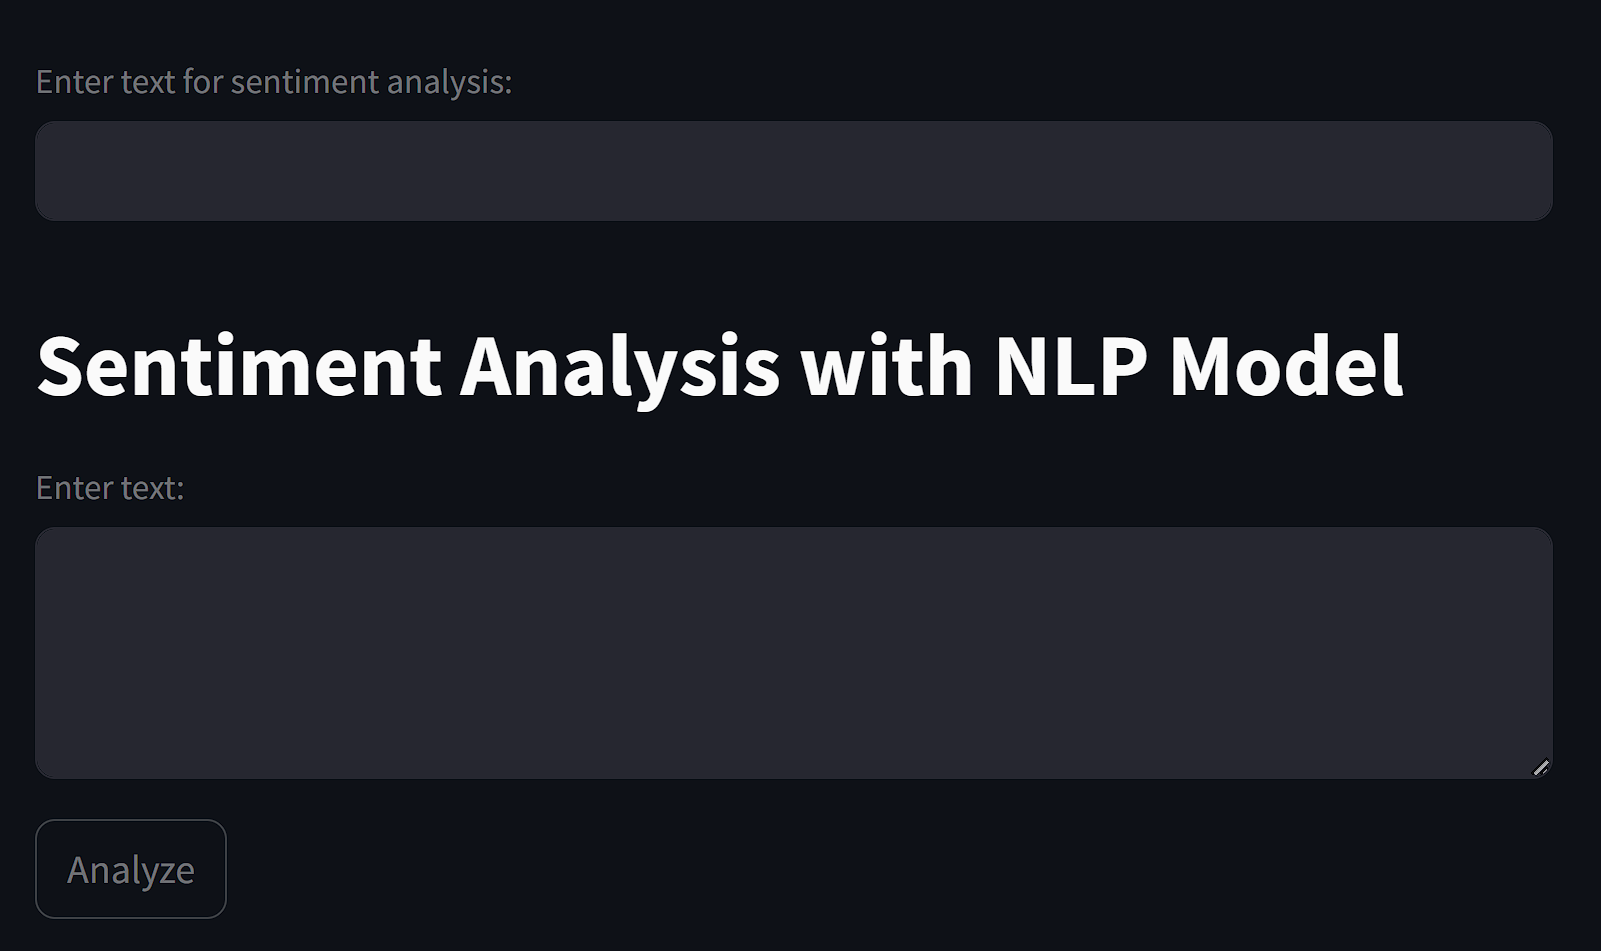 Enter text for sentiment analysis:
Sentiment Analysis with NLP Model
Enter text:
Analyze